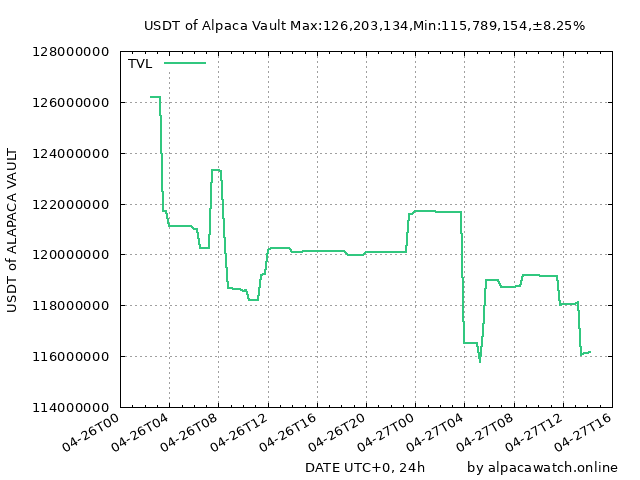 USDT of Alpaca Vault Max:126,203,134,Min:115,789,154,±8.25%
128000000
TVL
126000000
124000000
122000000
120000000
118000000
116000000
114000000
USDT of ALAPACA VAULT
04-26T00
04-26T04
04-26T08
04-26T12
04-26T16
04-26T20
04-27T00
04-27T04
04-27T08
04-27T12
04-27T16
DATE UTC+0, 24h
by alpacawatch.online